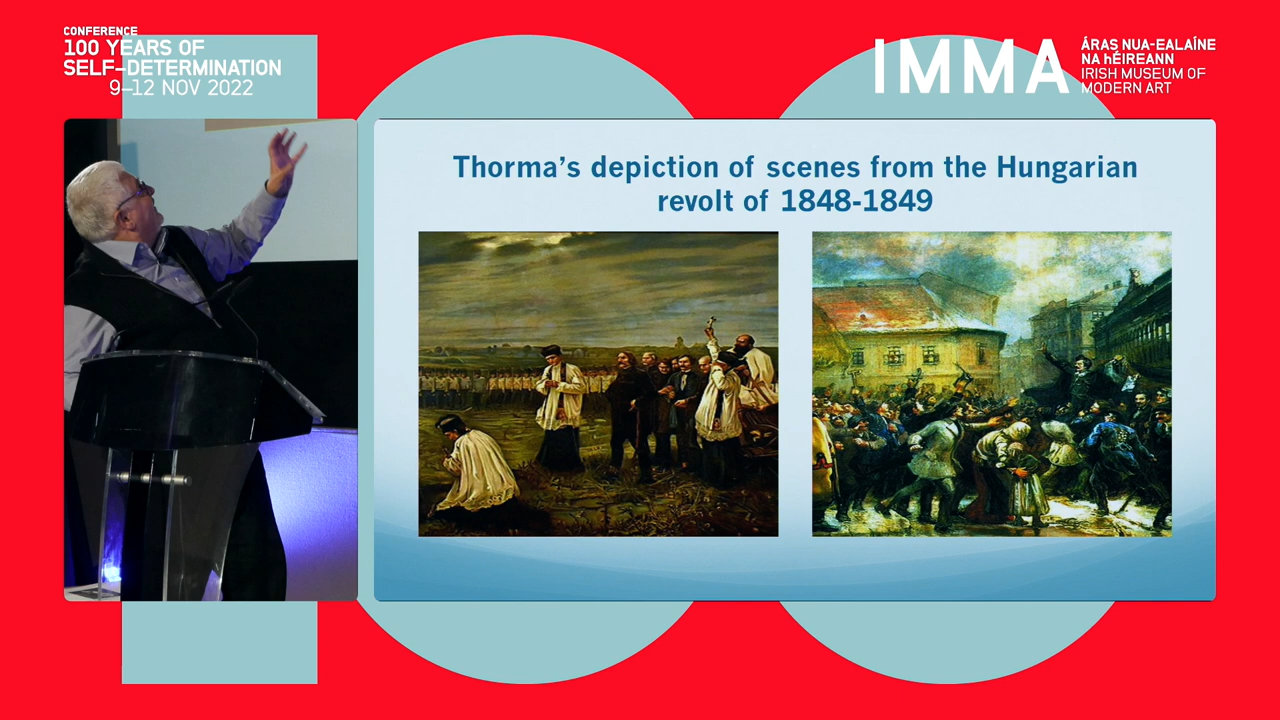 CONFERENCE
100 YEARS OF
SELF-DETERMINATION
9–12 NOV 2022
IMMA
ÁRAS NUA-EALAÍNE
NA hÉIREANN
IRISH MUSEUM OF
MODERN ART
Thorma's depiction of scenes from the Hungarian
revolt of 1848-1849